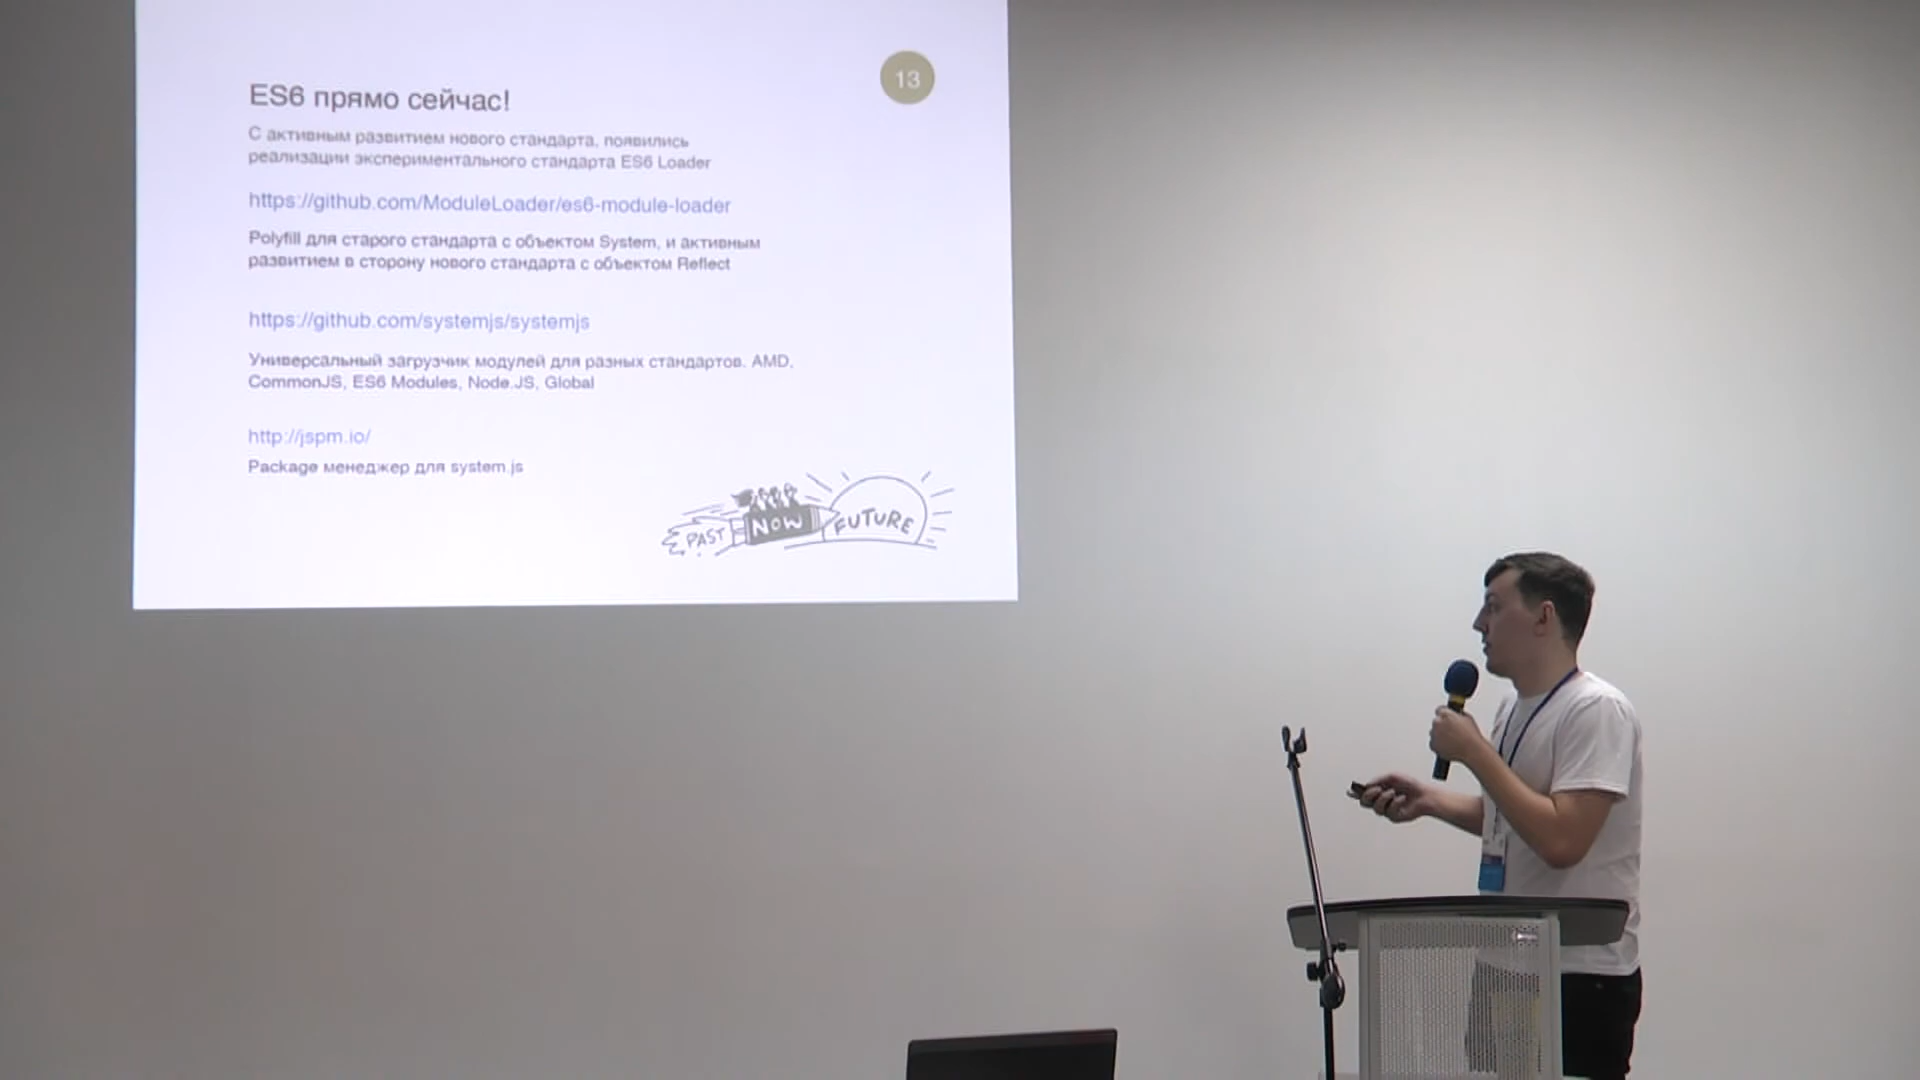 13
ES6 прямо сейчас!
С активным развитием нового стандарта, появились
реализации экспериментального стандарта ES6 Loader
https://github.com/ModuleLoader/es6-module-loader
Polyfill для старого стандарта с объектом System, и активным
развитием в сторону нового стандарта с объектом Reflect
https://github.com/systemjs/systemjs
Универсальный загрузчик модулей для разных стандартов. AMD,
CommonJS, ES6 Modules, Node.JS, Global
http://jspm.io/
Package менеджер для system.js
PAST NOW FUTURE